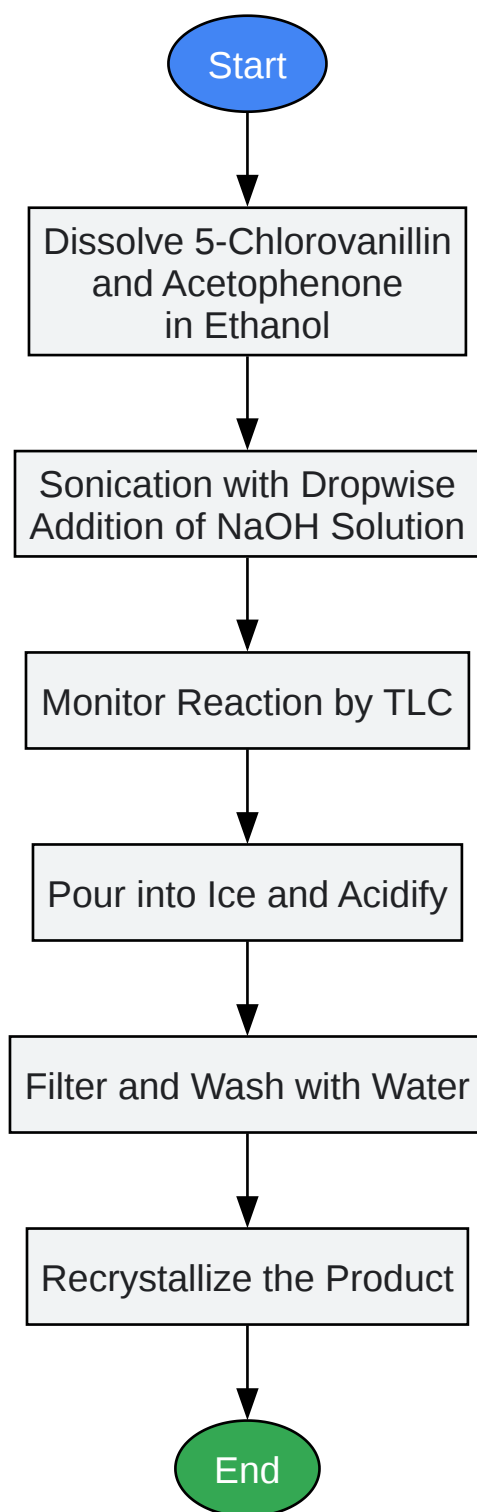 Start
Dissolve 5-Chlorovanillin
and Acetophenone
in Ethanol
Sonication with Dropwise
Addition of NaOH Solution
Monitor Reaction by TLC
Pour into Ice and Acidify
Filter and Wash with Water
Recrystallize the Product
End